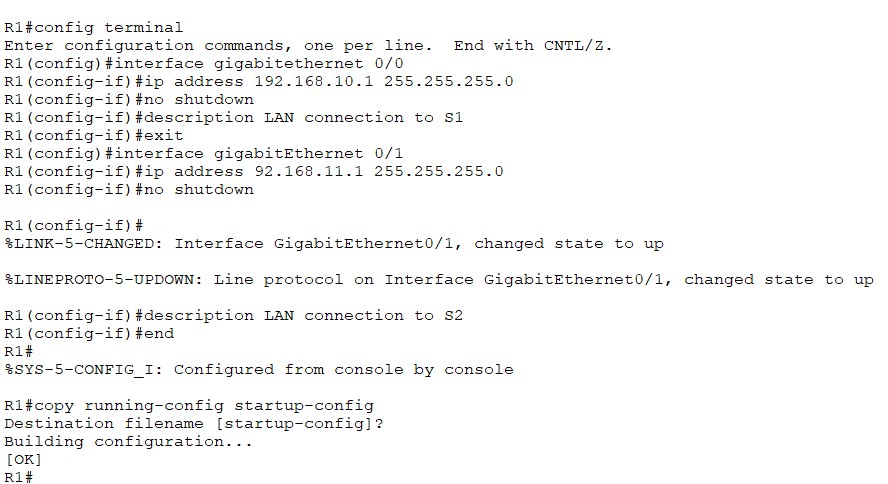 R1#config terminal
Enter configuration commands, one per line.  End with CNTL/Z.
R1(config)#interface gigabitethernet 0/0
R1(config-if)#ip address 192.168.10.1 255.255.255.0
R1(config-if)#no shutdown
R1(config-if)#description LAN connection to S1
R1(config-if)#exit
R1(config)#interface gigabitEthernet 0/1
R1(config-if)#ip address 92.168.11.1 255.255.255.0
R1(config-if)#no shutdown
R1(config-if)#
%LINK-5-CHANGED: Interface GigabitEthernet0/1, changed state to up
%LINEPROTO-5-UPDOWN: Line protocol on Interface GigabitEthernet0/1, changed state to up
R1(config-if)#description LAN connection to S2
R1(config-if)#end
R1#
%SYS-5-CONFIG_I: Configured from console by console
R1#copy running-config startup-config
Destination filename [startup-config]?
Building configuration...
[OK]
R1#